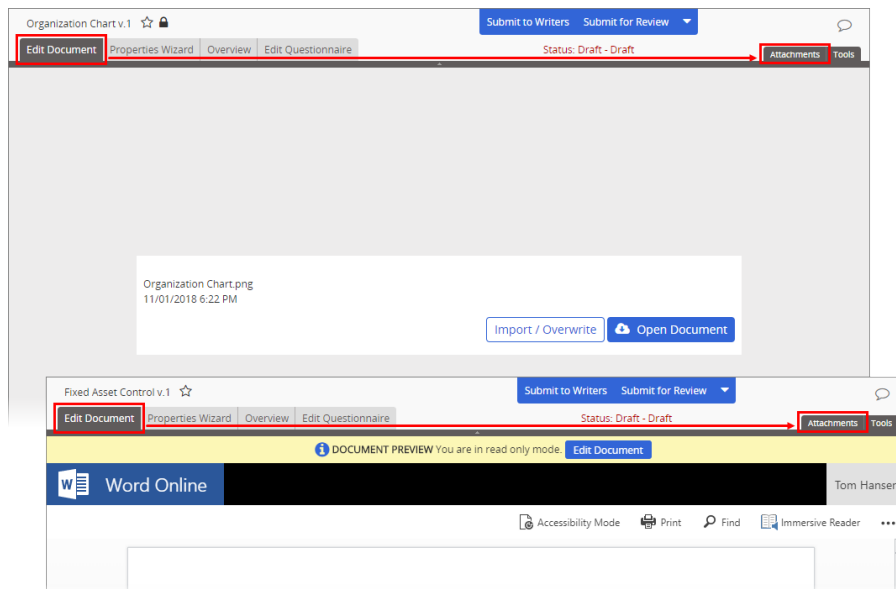 Organization Chart v.1
Submit to Writers Submit for Review
Edit Document Properties Wizard Overview Edit Questionnaire Status: Draft - Draft Attachments Tools
Organization Chart.png
11/01/2018 6:22 PM
Import / Overwrite Open Document
Fixed Asset Control v.1 Submit to Writers Submit for Review
Edit Document Properties Wizard Overview Edit Questionnaire Status: Draft - Draft Attachments Tools
DOCUMENT PREVIEW You are in read only mode. Edit Document
Word Online Tom Hansen
Accessibility Mode Print Find Immersive Reader